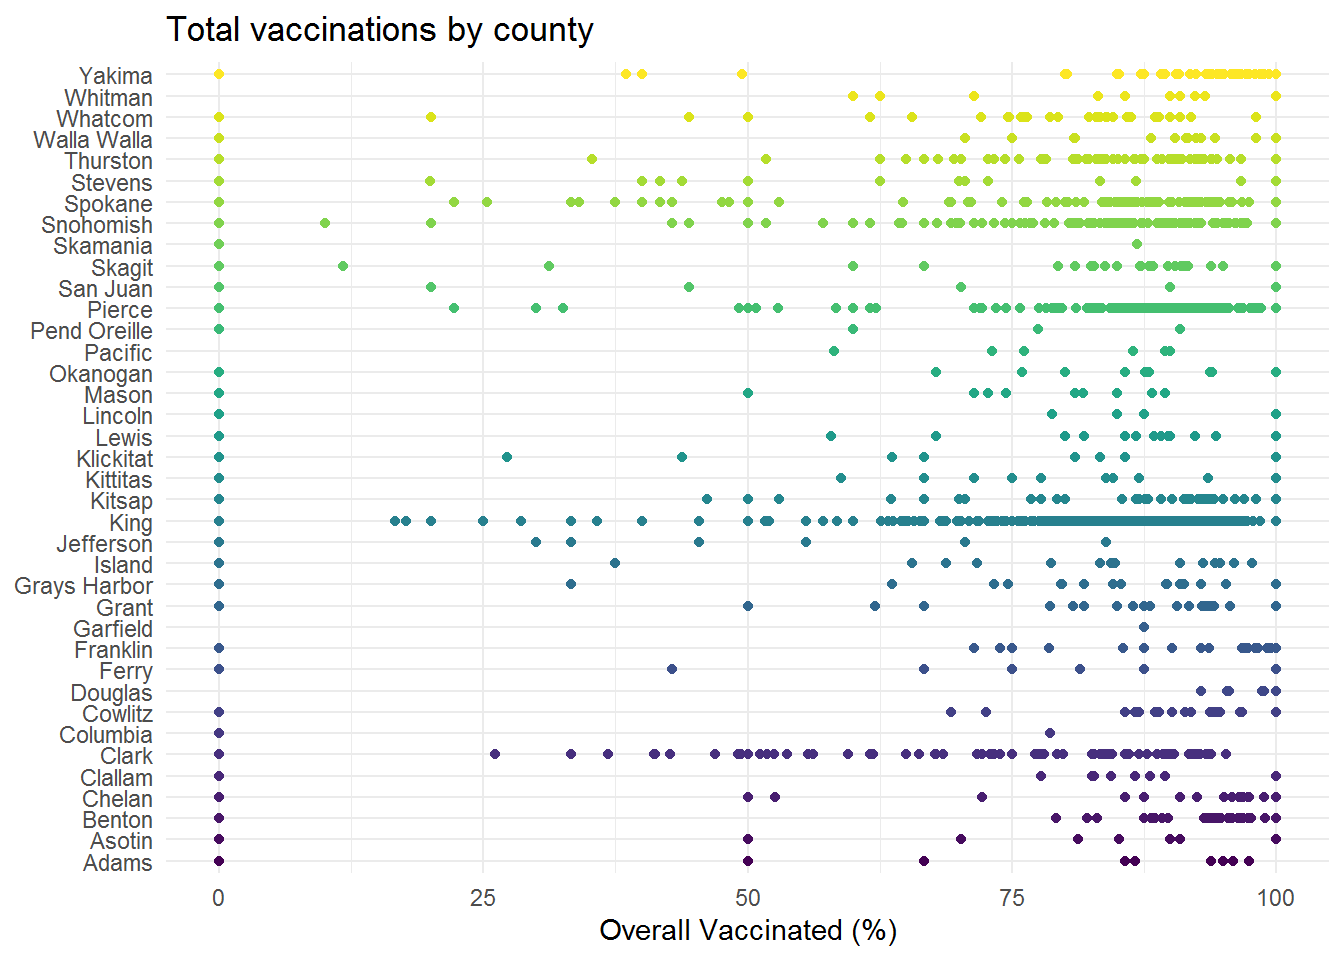 Total vaccinations by county
Yakima
Whitman
Whatcom
Walla Walla
Thurston
Stevens
Spokane
Snohomish
Skamania
Skagit
San Juan
Pierce
Pend Oreille
Pacific
Okanogan
Mason
Lincoln
Lewis
Klickitat
Kittitas
Kitsap
King
Jefferson
Island
Grays Harbor
Grant
Garfield
Franklin
Ferry
Douglas
Cowlitz
Columbia
Clark
Clallam
Chelan
Benton
Asotin
Adams
0 25 50 75 100
Overall Vaccinated (%)